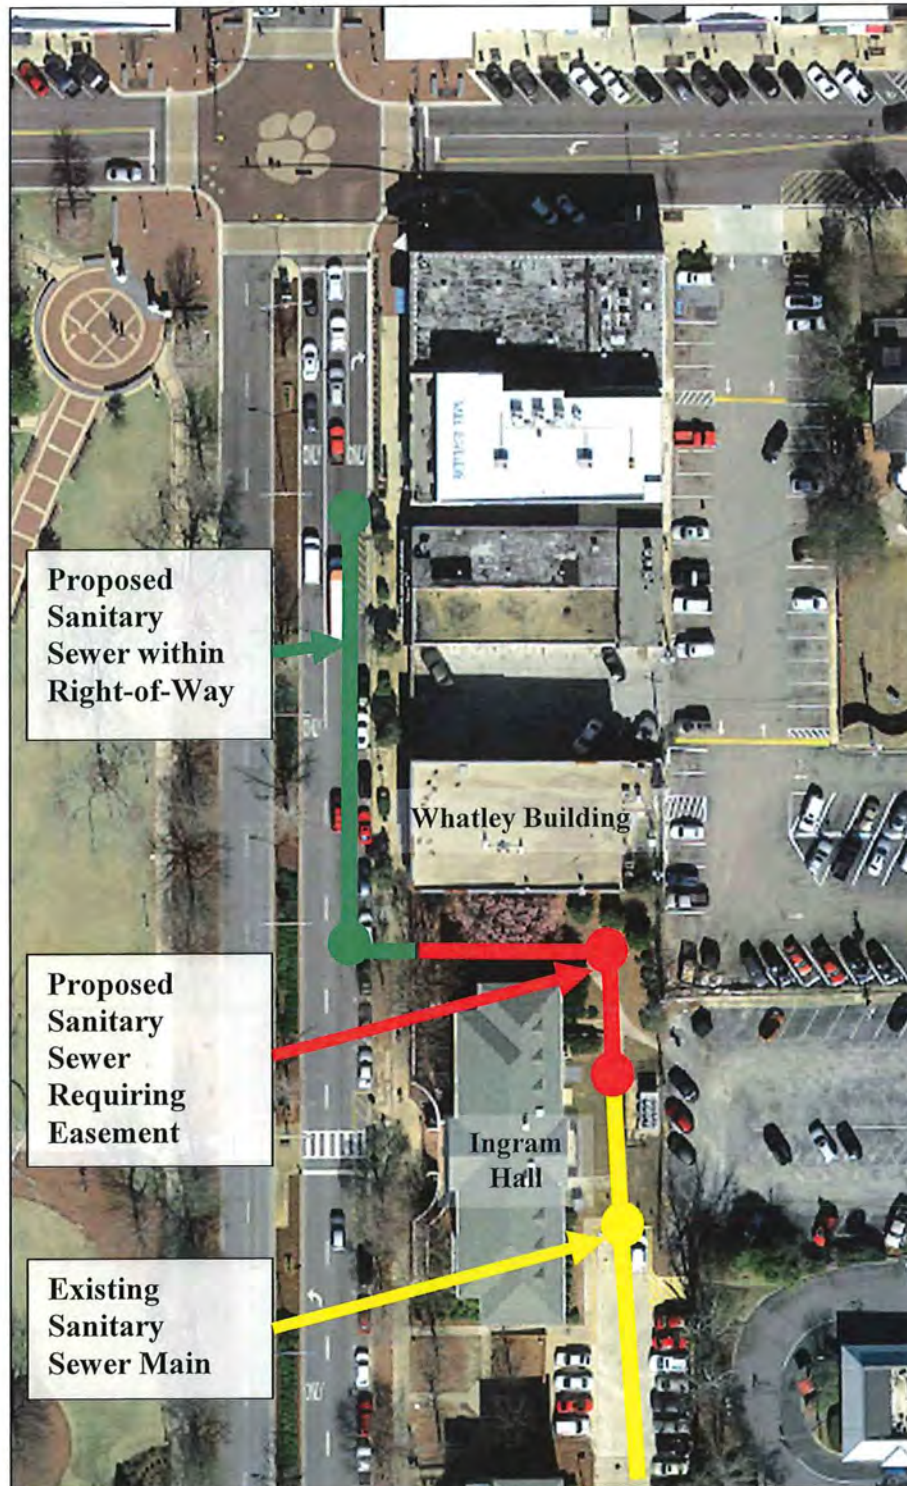 Proposed
Sanitary
Sewer within
Right-of-Way
Whatley Building
Proposed
Sanitary
Sewer
Requiring
Easement
Ingram
Hall
Existing
Sanitary
Sewer Main